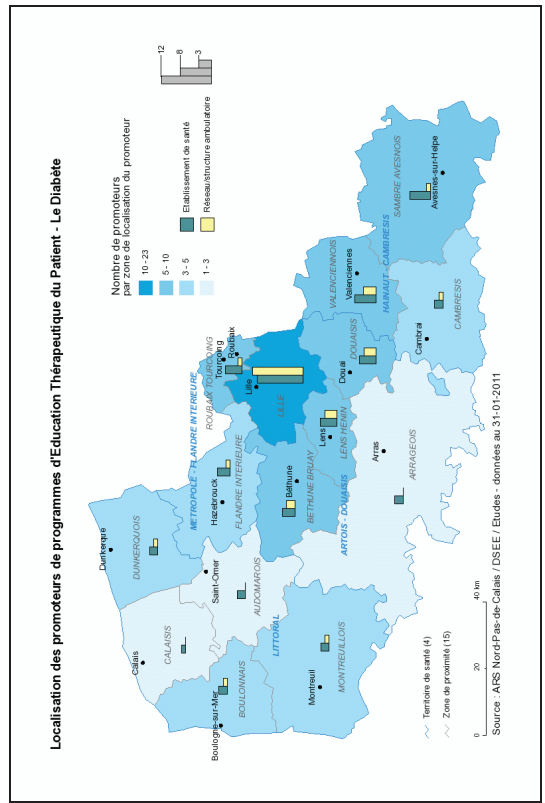 Localisation des promoteurs de programmes d'Education Thérapeutique du Patient - Le Diabète
Nombre de promoteurs
par zone de localisation du promoteur
10 - 23
5 - 10
3 - 5
1 - 3
Etablissement de santé
Réseau/structure ambulatoire
12
8
3
Dunkerque
DUNKERQUOIS
Calais
CALAISIS
METROPOLE - FLANDRE INTERIEURE
Hazebrouck
FLANDRE INTERIEURE
Tourcoing
Roubaix
ROUBAIX TOURCOING
Saint-Omer
AUDOMAROIS
Lille
LILLE
Boulogne-sur-Mer
BOULONNAIS
LITTORAL
Béthune
BETHUNE BRUAY
Lens
LENS HENIN
Douai
DOUAISIS
Valenciennes
VALENCIENNOIS
Montreuil
MONTREUILLOIS
ARTOIS - DOUAISIS
HAINAUT - CAMBRESIS
SAMBRE AVESNOIS
Avesnes-sur-Helpe
Arras
ARRAGEOIS
Cambrai
CAMBRESIS
Territoire de santé (4)
Zone de proximité (15)
0
20
40 km
Source : ARS Nord-Pas-de-Calais / DSEE / Etudes - données au 31-01-2011